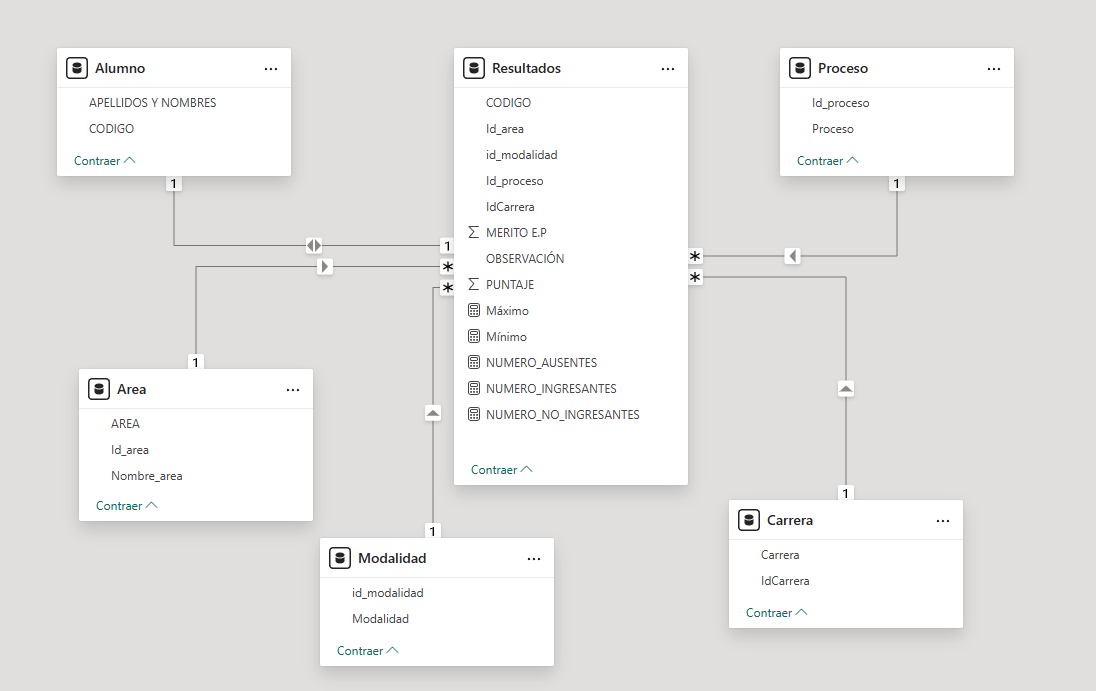 Alumno
APELLIDOS Y NOMBRES
CODIGO
Contraer
1
Resultados
CODIGO
Id_area
id_modalidad
Id_proceso
IdCarrera
MERITO E.P
OBSERVACIÓN
PUNTAJE
Máximo
Mínimo
NUMERO_AUSENTES
NUMERO_INGRESANTES
NUMERO_NO_INGRESANTES
Contraer
1
*
*
*
*
Proceso
Id_proceso
Proceso
Contraer
1
1
Area
AREA
Id_area
Nombre_area
Contraer
1
Modalidad
id_modalidad
Modalidad
Contraer
1
Carrera
Carrera
IdCarrera
Contraer